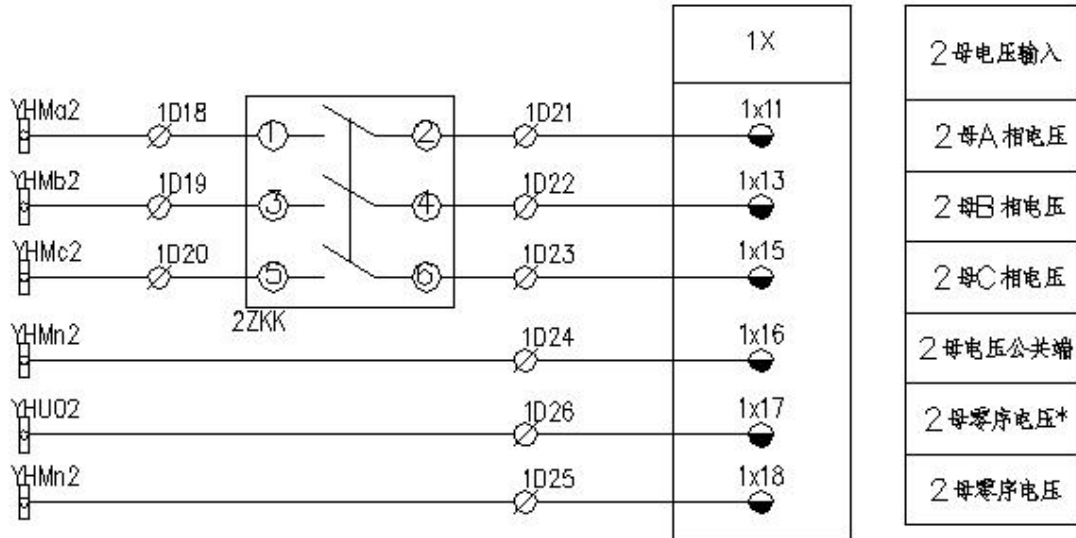 1X
2母电压输入
YHMa2
1D18
①
②
1D21
1x11
2母A相电压
YHMb2
1D19
③
④
1D22
1x13
2母B相电压
YHMc2
1D20
⑤
⑥
1D23
1x15
2母C相电压
2ZKK
YHMn2
1D24
1x16
2母电压公共端
YHU02
1D26
1x17
2母零序电压*
YHMn2
1D25
1x18
2母零序电压